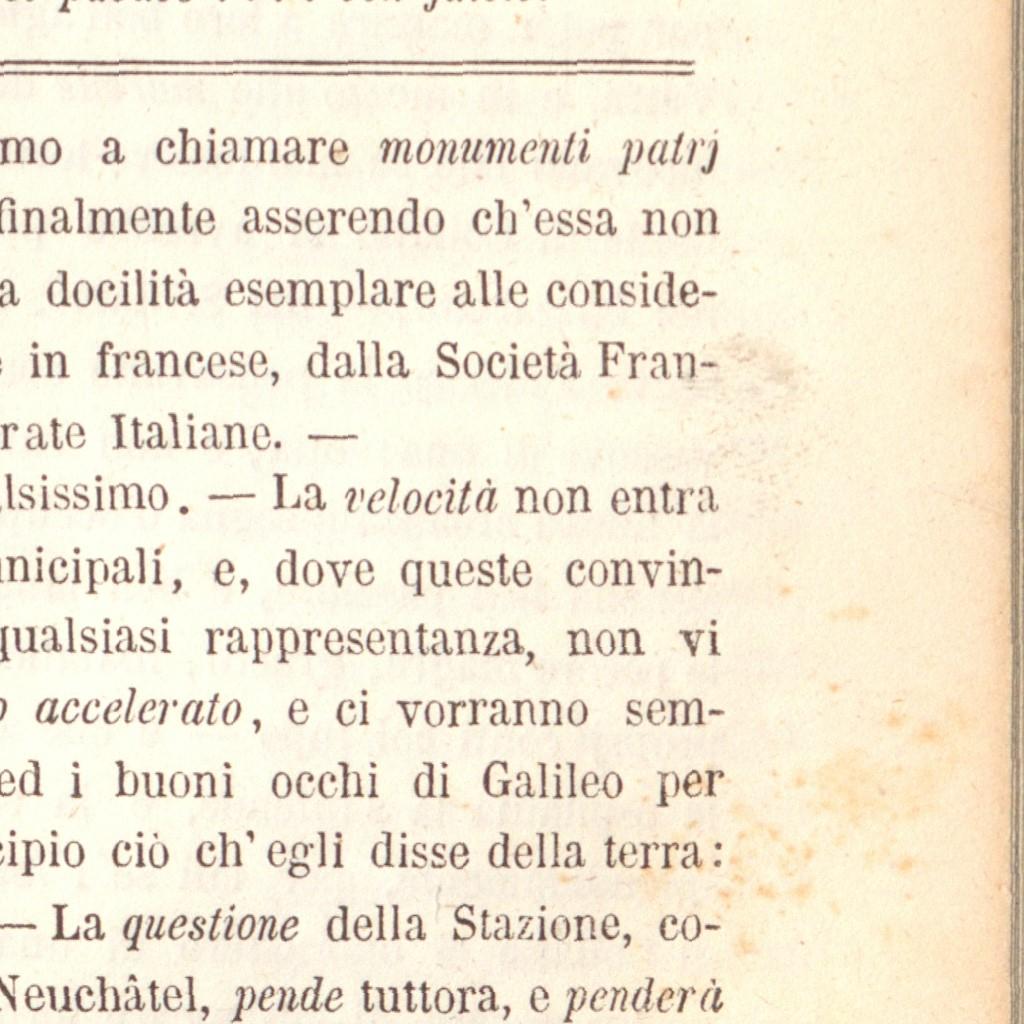 mo a chiamare monumenti patrj
finalmente asserendo ch'essa non
a docilità esemplare alle conside-
in francese, dalla Società Fran-
rate Italiane. —
lsissimo. — La velocità non entra
nicipali, e, dove queste convin-
qualsiasi rappresentanza, non vi
o accelerato, e ci vorranno sem-
ed i buoni occhi di Galileo per
cipio ciò ch'egli disse della terra:
— La questione della Stazione, co-
Neuchâtel, pende tuttora, e penderà